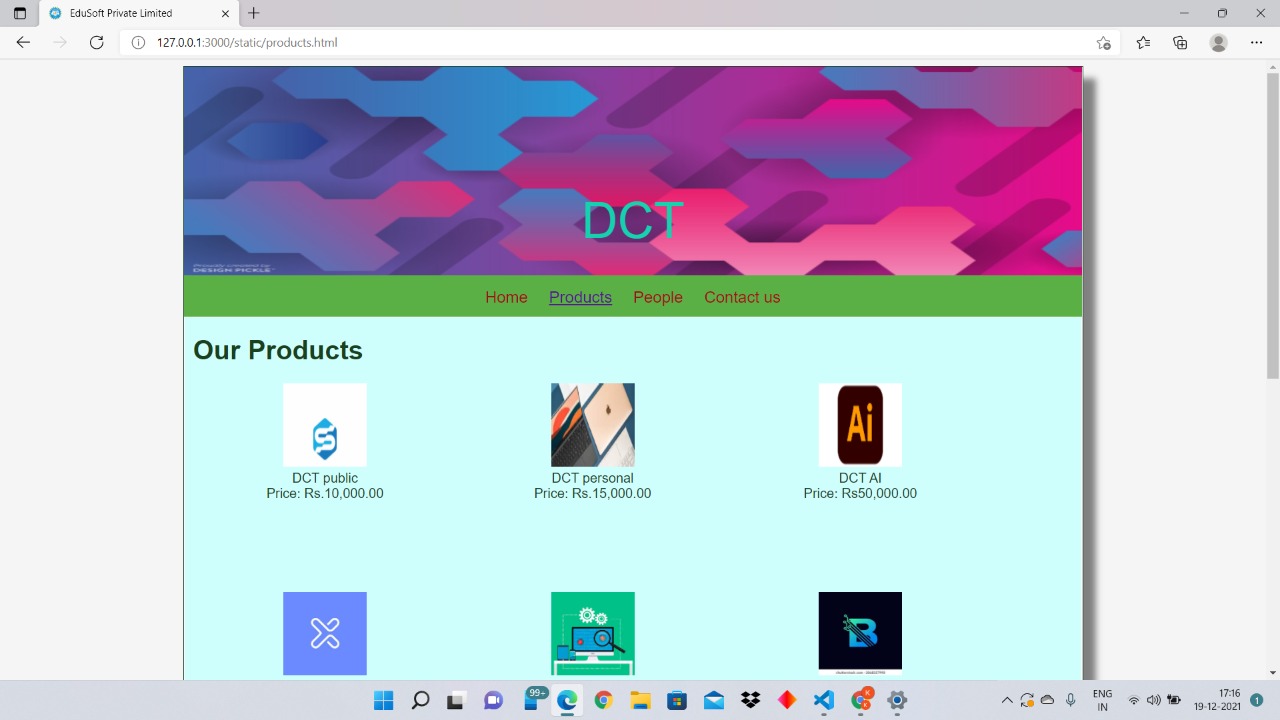 EduSoft Private Limited
127.0.0.1:3000/static/products.html
DCT
Proudly created by
DESIGN PICKLE
Home Products People Contact us
Our Products
S
Ai
DCT public
Price: Rs.10,000.00
DCT personal
Price: Rs.15,000.00
DCT AI
Price: Rs50,000.00
B
99+
K
K
ENG
IN
17:16
19-12-2021
1